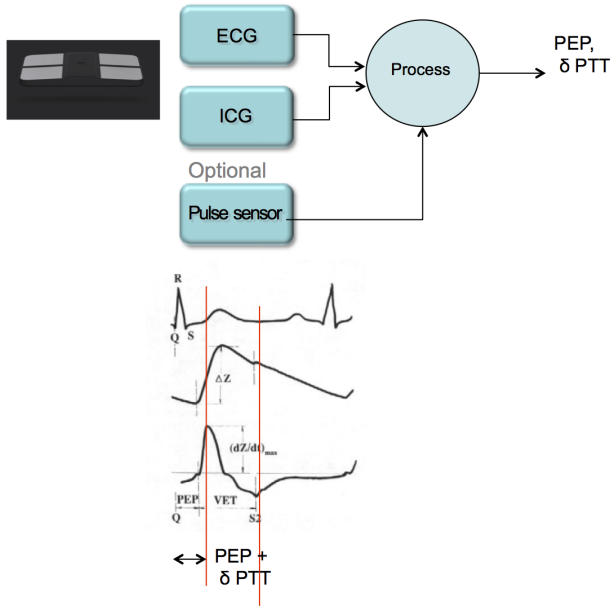 ECG
ICG
Optional
Pulse sensor
Process
PEP,
δ PTT
R
Q
S
ΔZ
(dZ/dt)max
PEP
VET
Q
S2
PEP +
δ PTT